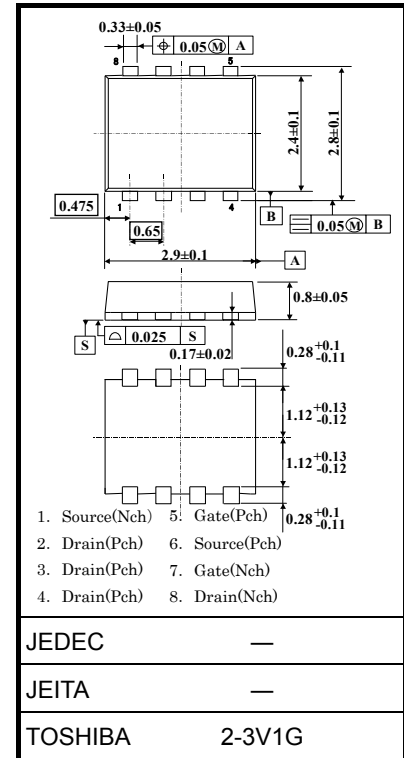 0.33±0.05
⌖ 0.05Ⓜ A
8 5
2.4±0.1
2.8±0.1
0.475
1 4
B
⌯ 0.05Ⓜ B
0.65
2.9±0.1
A
0.8±0.05
S
⌓ 0.025 S
0.17±0.02
0.28 +0.1 -0.11
1.12 +0.13 -0.12
1.12 +0.13 -0.12
0.28 +0.1 -0.11
1. Source(Nch) 5. Gate(Pch)
2. Drain(Pch) 6. Source(Pch)
3. Drain(Pch) 7. Gate(Nch)
4. Drain(Pch) 8. Drain(Nch)
JEDEC —
JEITA —
TOSHIBA 2-3V1G